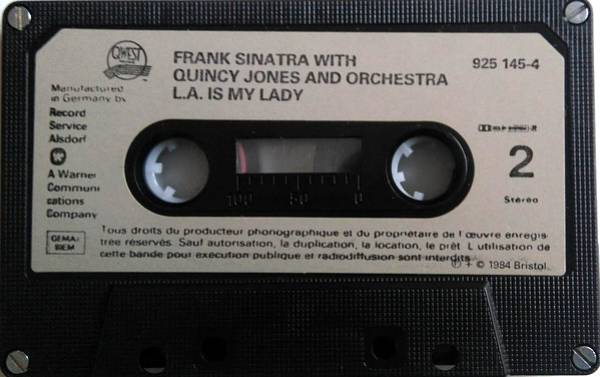 QWEST
FRANK SINATRA WITH
QUINCY JONES AND ORCHESTRA
L.A. IS MY LADY
925 145-4
Manufactured
in Germany by
Record
Service
Alsdorf
A Warner
Communi
cations
Company
GEMA/
BIEM
2
Stereo
100 50 0
Tous droits du producteur phonographique et du propriétaire de l'œuvre enregis-
trée réservés. Sauf autorisation, la duplication, la location, le prêt, l'utilisation de
cette bande pour exécution publique et radiodiffusion sont interdits.
℗ + © 1984 Bristol